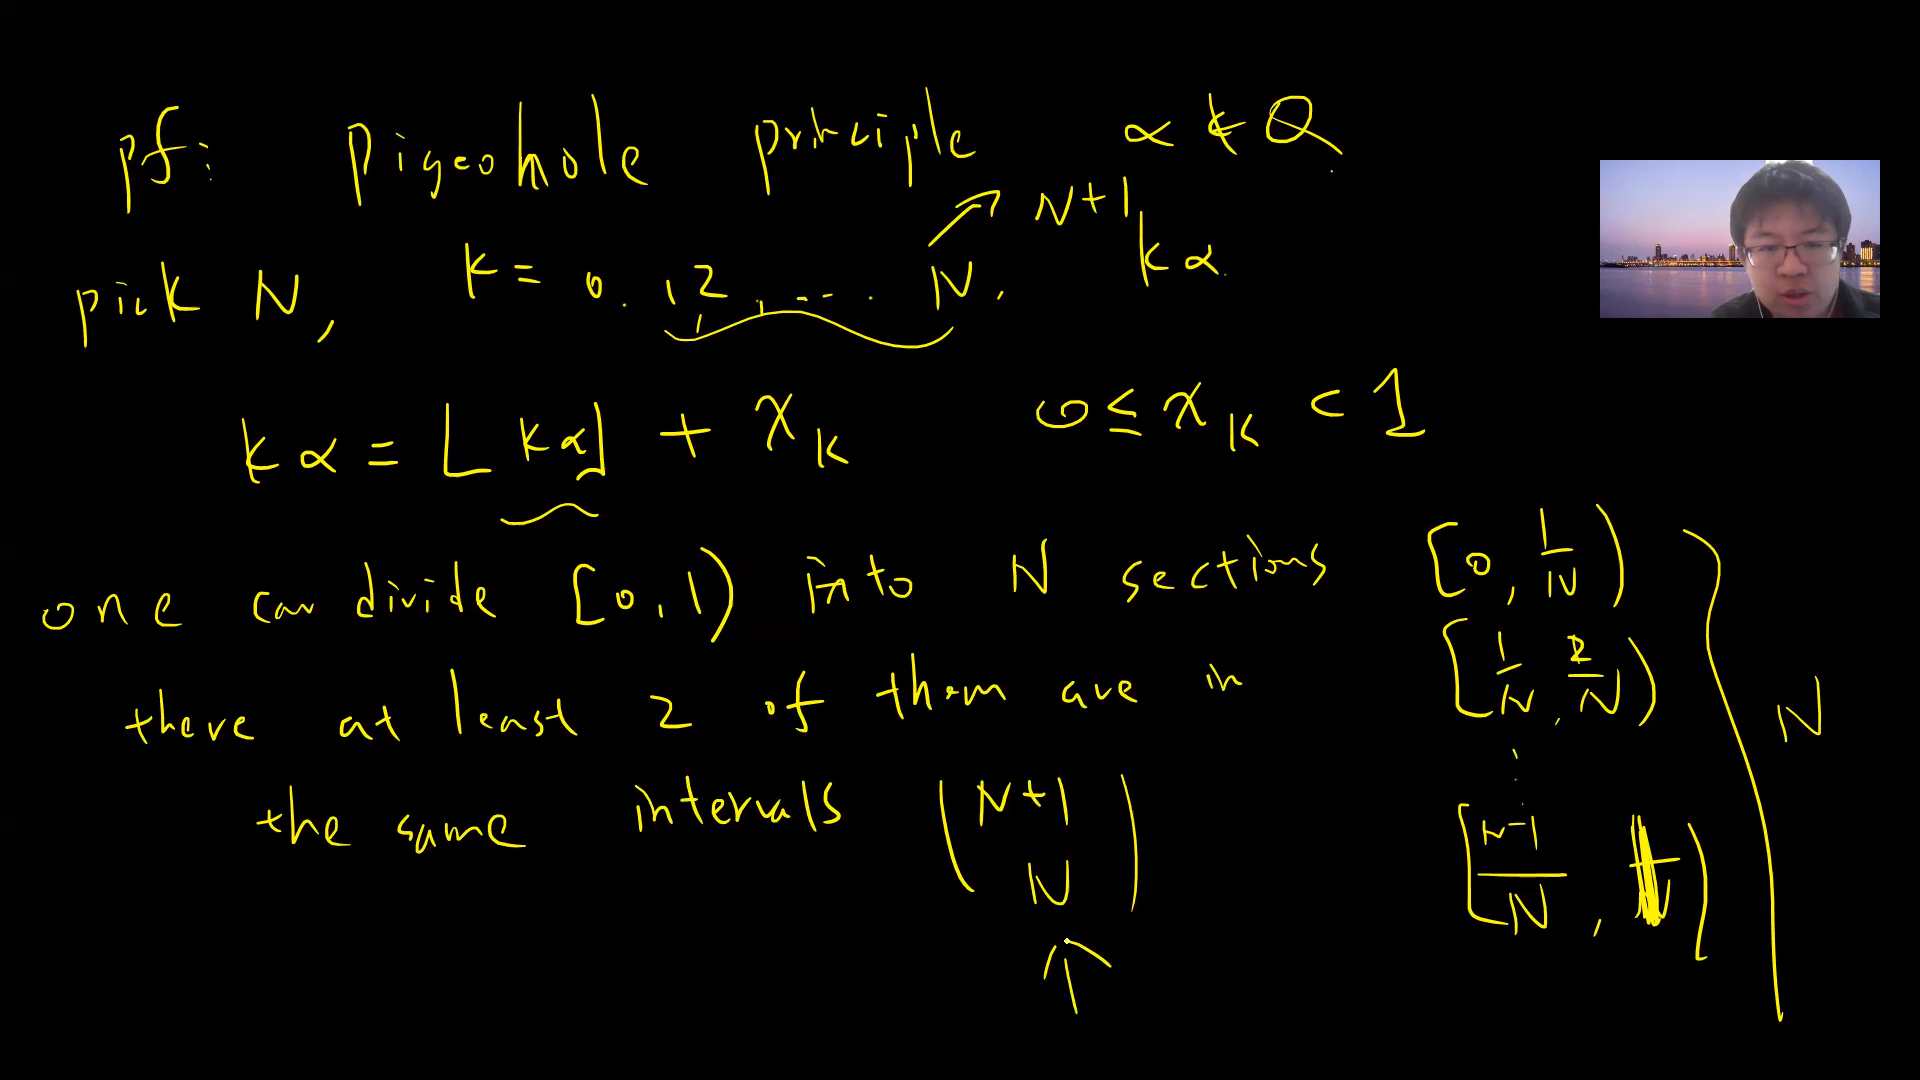 pf: Pigeohole principle α ∉ Q
pick N, k = 0, 1, 2, ... N, → N+1 kα
kα = ⌊kα⌋ + x_k 0 ≤ x_k < 1
one can divide [0, 1) into N sections [0, 1/N)
there at least 2 of them are in [1/N, 2/N) N
⋮
the same intervals (N+1 N) [N-1/N, 1)